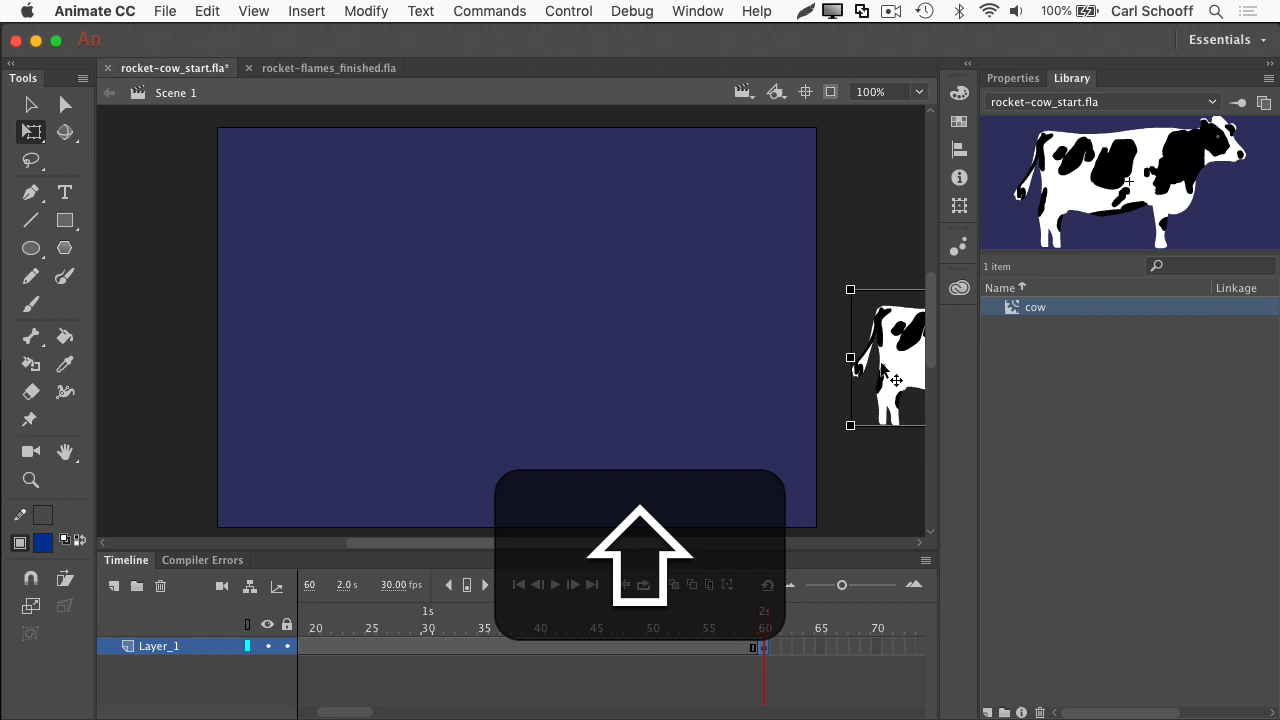 Animate CC File Edit View Insert Modify Text Commands Control Debug Window Help 100% Carl Schooff
An Essentials
Tools rocket-cow_start.fla* rocket-flames_finished.fla Properties Library
Scene 1 100% rocket-cow_start.fla
1 item
Name Linkage
cow
Timeline Compiler Errors
60 2.0 s 30.00 fps
1s 2s
20 25 30 35 40 45 50 55 60 65 70
Layer_1